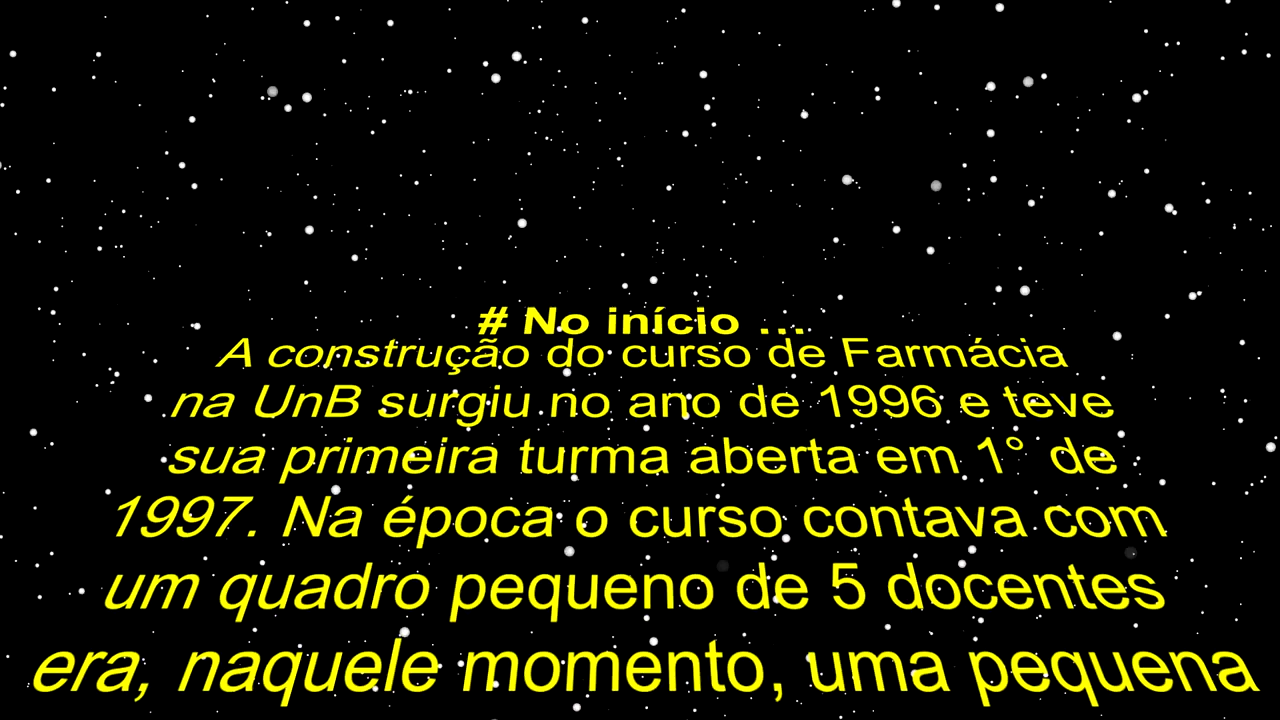 # No início ...
A construção do curso de Farmácia
na UnB surgiu no ano de 1996 e teve
sua primeira turma aberta em 1° de
1997. Na época o curso contava com
um quadro pequeno de 5 docentes
era, naquele momento, uma pequena